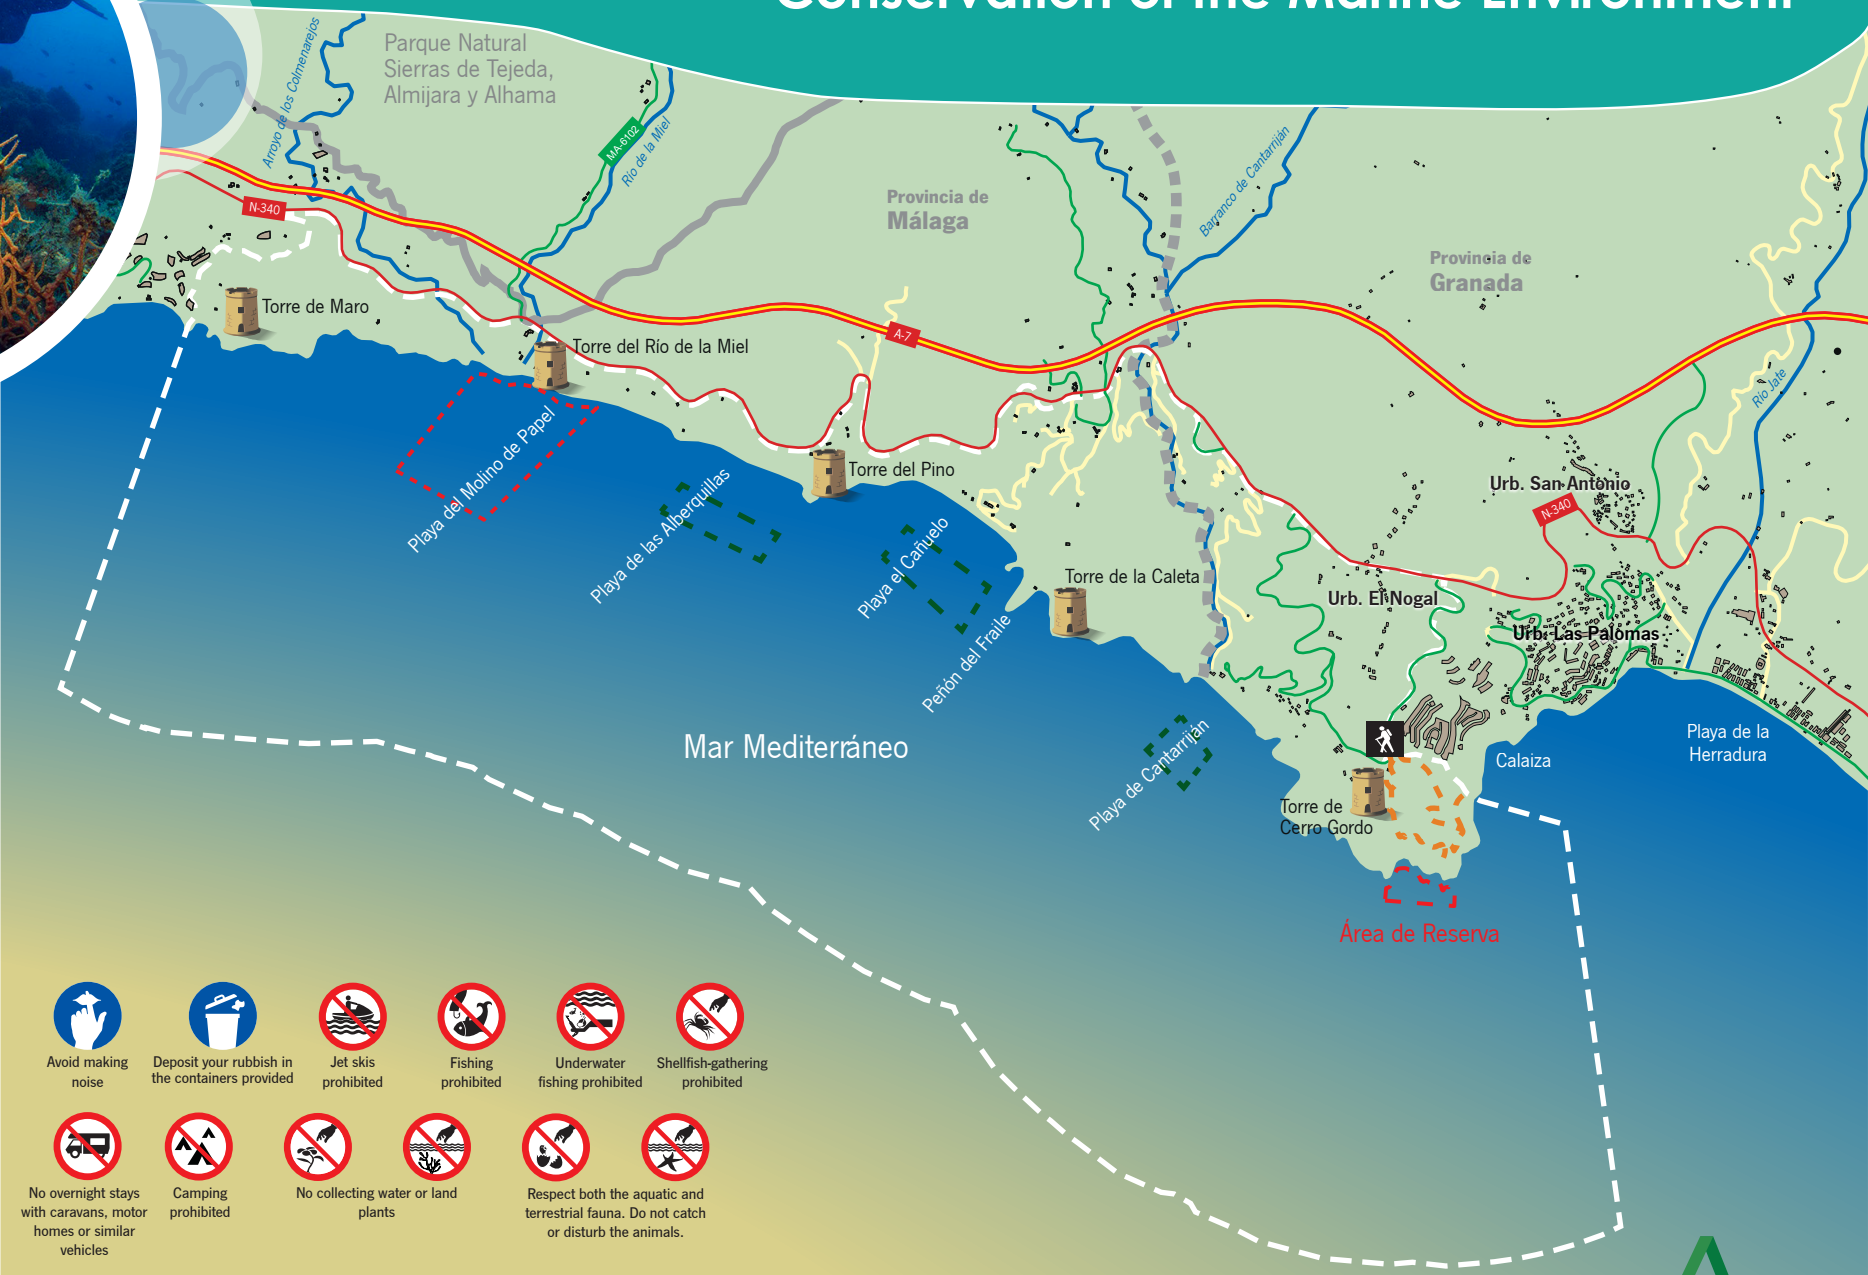 Conservation of the Marine Environment
Parque Natural
Sierras de Tejeda,
Almijara y Alhama
Arroyo de los Colmenarejos
MA-6102
Río de la Miel
Provincia de
Málaga
Barranco de Cantarriján
Provincia de
Granada
N-340
Torre de Maro
Torre del Río de la Miel
A-7
Río Jate
Torre del Pino
Urb. San Antonio
N-340
Playa del Molino de Papel
Playa de las Alberquillas
Playa el Cañuelo
Torre de la Caleta
Urb. El Nogal
Urb. Las Palomas
Peñón del Fraile
Mar Mediterráneo
Playa de Cantarriján
Calaiza
Playa de la
Herradura
Torre de
Cerro Gordo
Área de Reserva
Avoid making
noise
Deposit your rubbish in
the containers provided
Jet skis
prohibited
Fishing
prohibited
Underwater
fishing prohibited
Shellfish-gathering
prohibited
No overnight stays
with caravans, motor
homes or similar
vehicles
Camping
prohibited
No collecting water or land
plants
Respect both the aquatic and
terrestrial fauna. Do not catch
or disturb the animals.